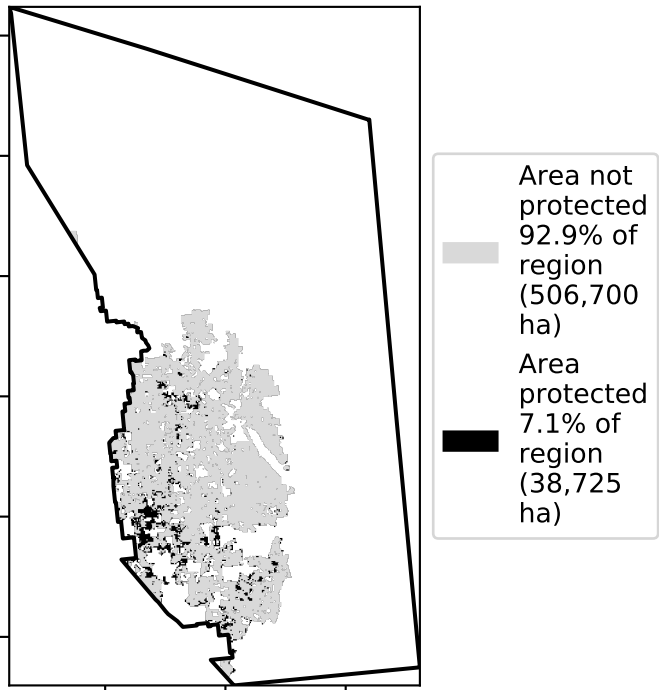 Area not
protected
92.9% of
region
(506,700
ha)
Area
protected
7.1% of
region
(38,725
ha)